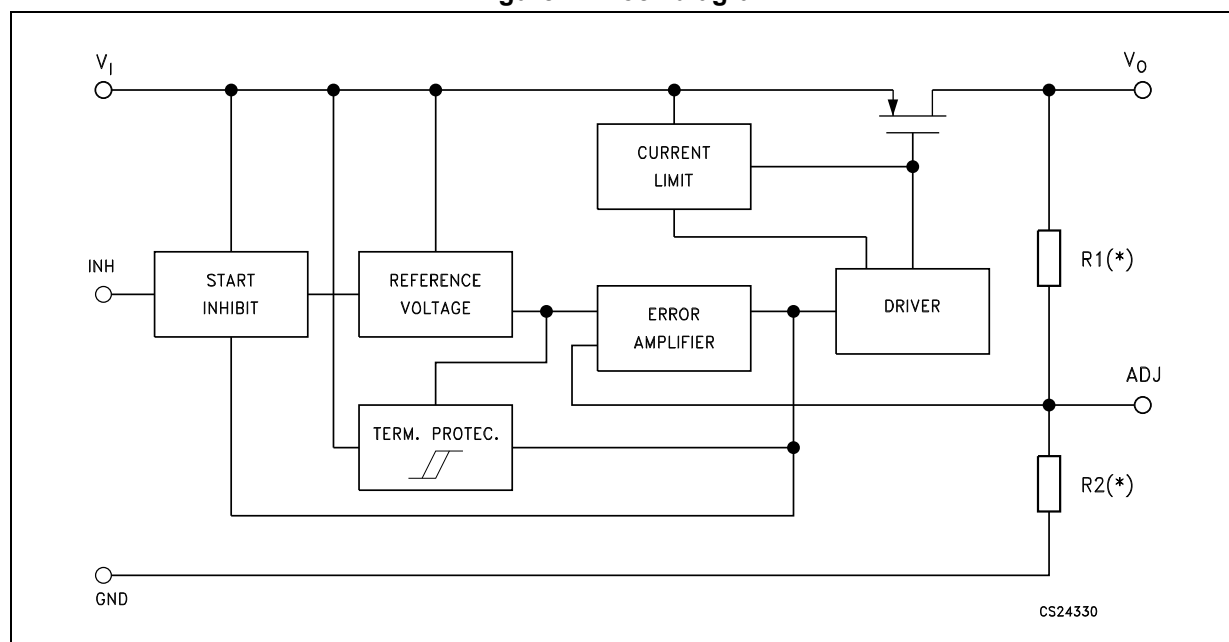 V_I
V_O
CURRENT
LIMIT
INH
START
INHIBIT
REFERENCE
VOLTAGE
ERROR
AMPLIFIER
DRIVER
R1(*)
ADJ
TERM. PROTEC.
R2(*)
GND
CS24330